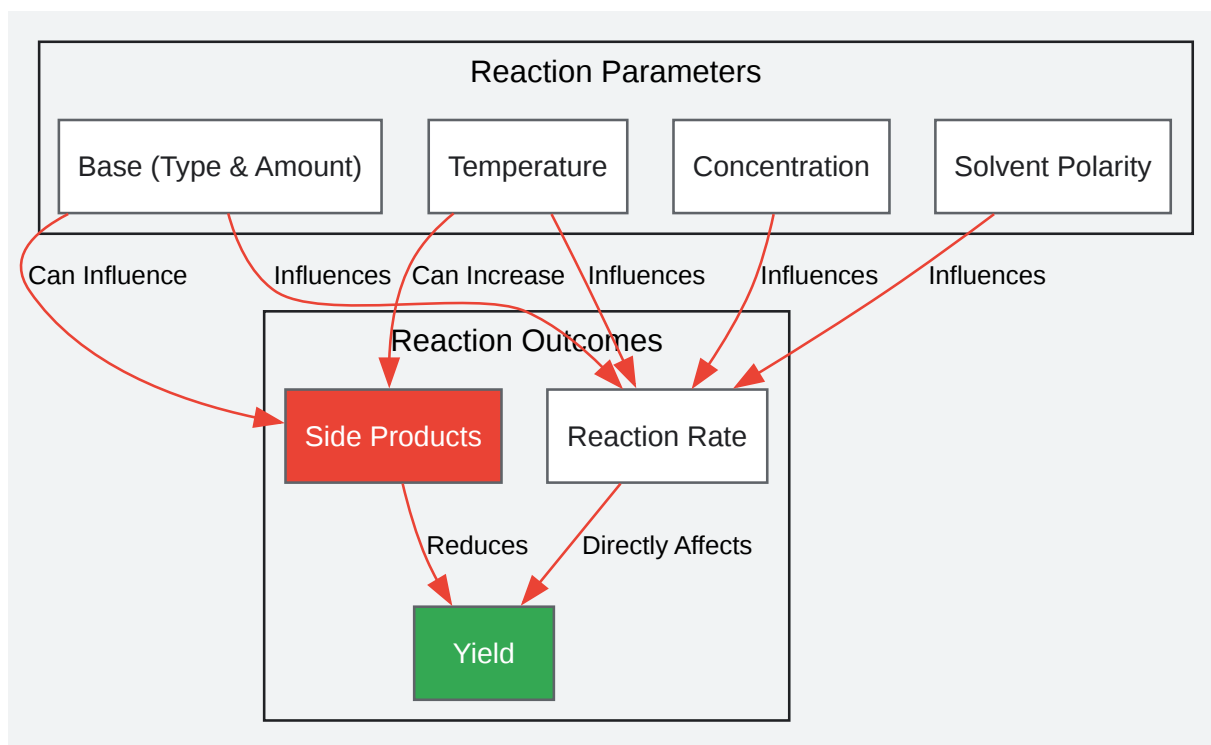 Reaction Parameters
Base (Type & Amount)
Temperature
Concentration
Solvent Polarity
Can Influence
Influences
Can Increase
Influences
Influences
Influences
Reaction Outcomes
Side Products
Reaction Rate
Reduces
Directly Affects
Yield